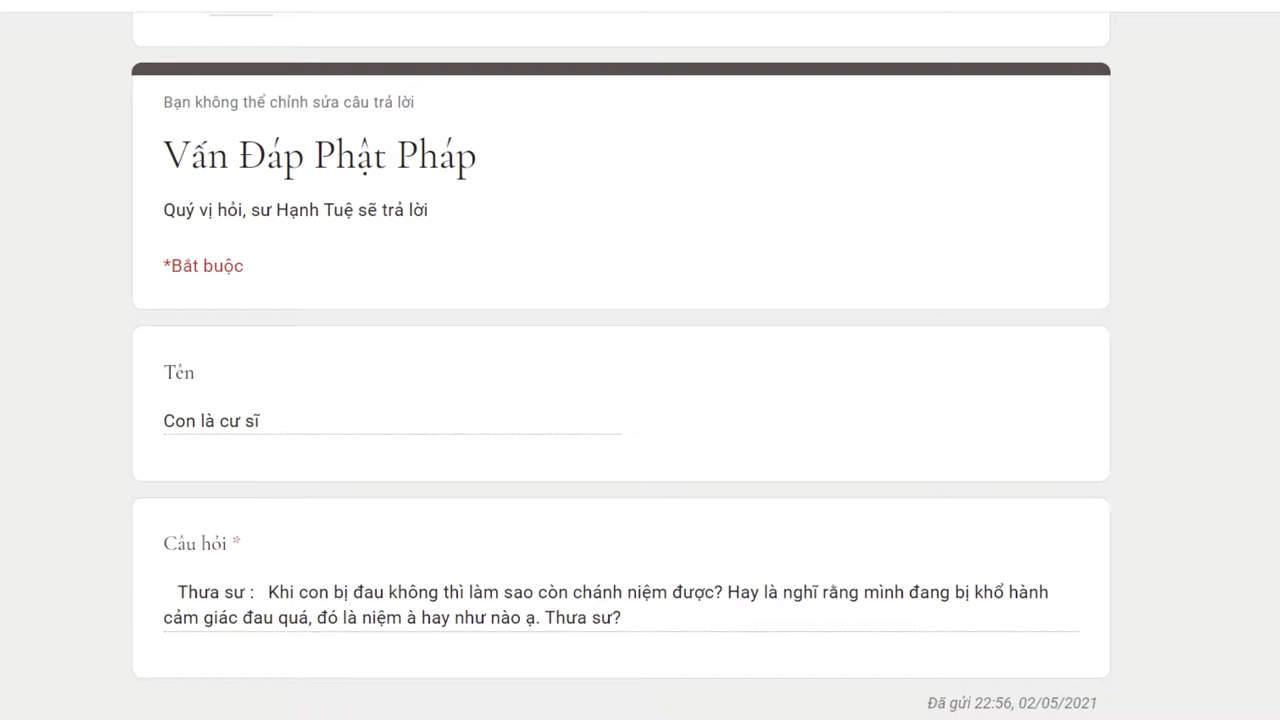 Bạn không thể chỉnh sửa câu trả lời
Vấn Đáp Phật Pháp
Quý vị hỏi, sư Hạnh Tuệ sẽ trả lời
*Bắt buộc
Tên
Con là cư sĩ
Câu hỏi *
Thưa sư : Khi con bị đau không thì làm sao còn chánh niệm được? Hay là nghĩ rằng mình đang bị khổ hành
cảm giác đau quá, đó là niệm à hay như nào ạ. Thưa sư?
Đã gửi 22:56, 02/05/2021